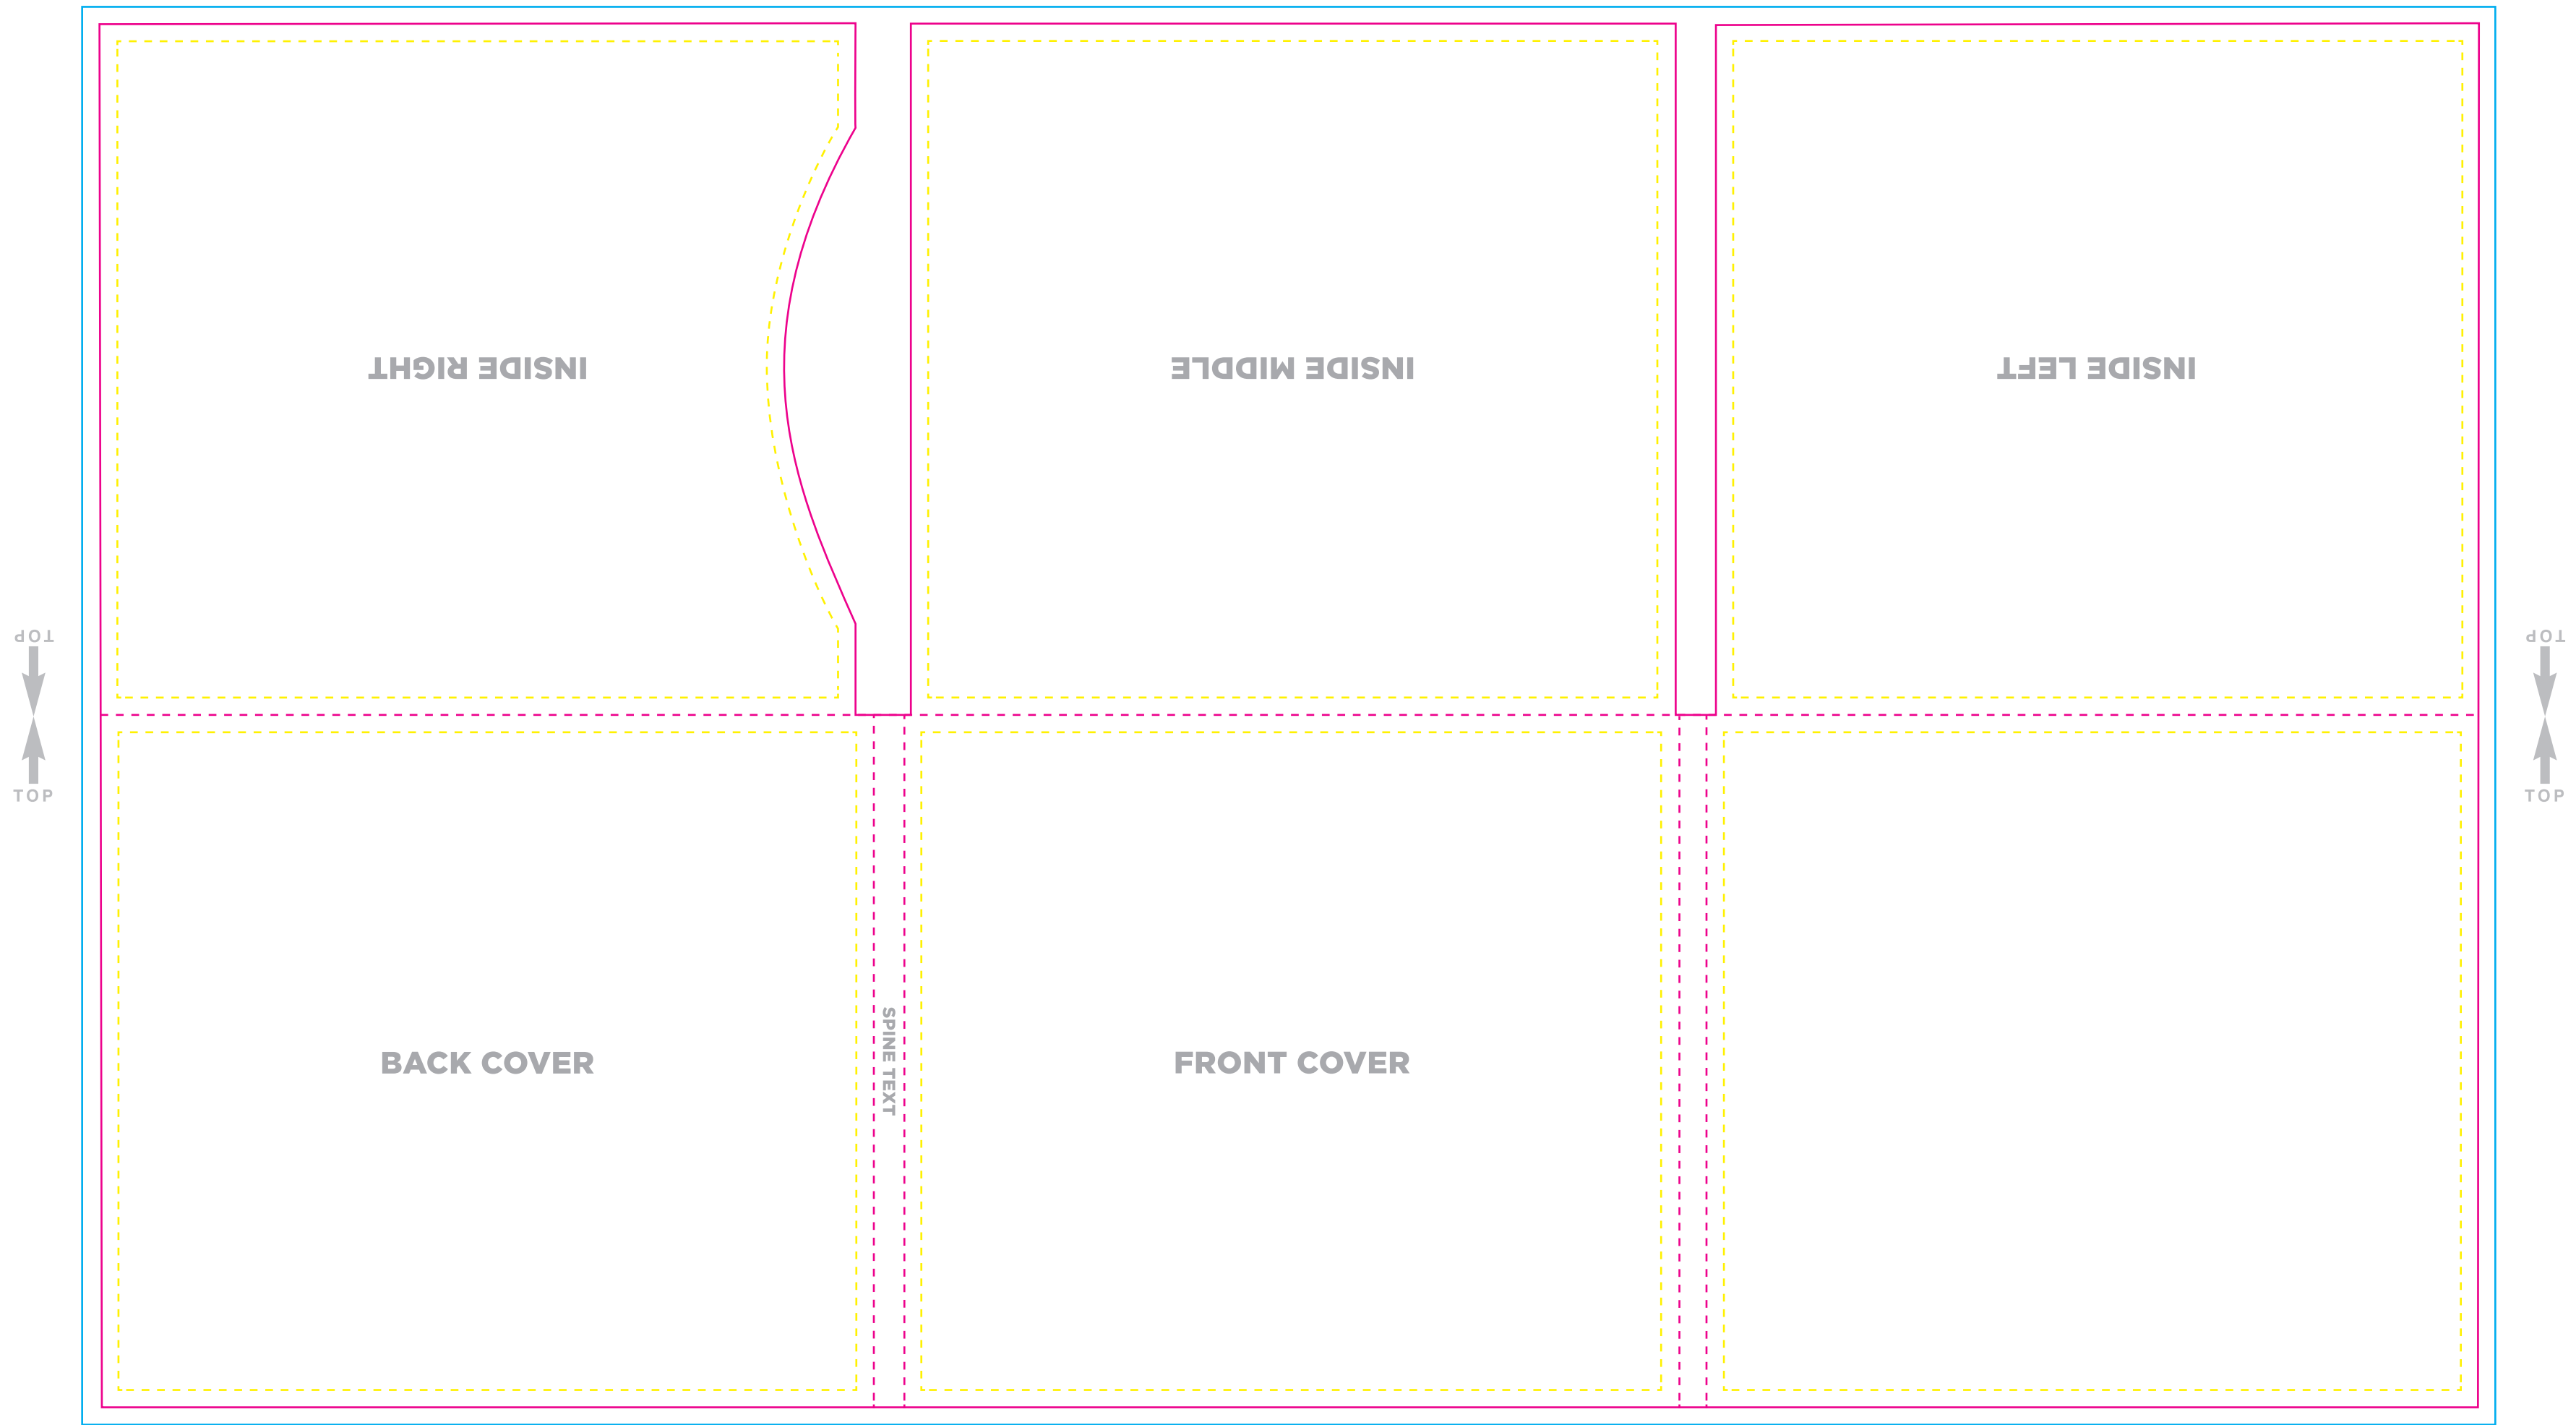 INSIDE RIGHT
INSIDE MIDDLE
INSIDE LEFT
TOP
TOP
TOP
TOP
BACK COVER
SPINE TEXT
FRONT COVER